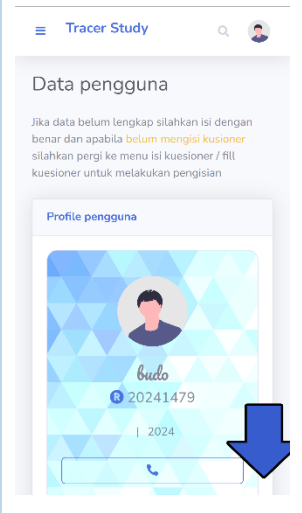 Tracer Study
Data pengguna
Jika data belum lengkap silahkan isi dengan
benar dan apabila belum mengisi kusioner
silahkan pergi ke menu isi kuesioner / fill
kuesioner untuk melakukan pengisian
Profile pengguna
budo
R 20241479
| 2024